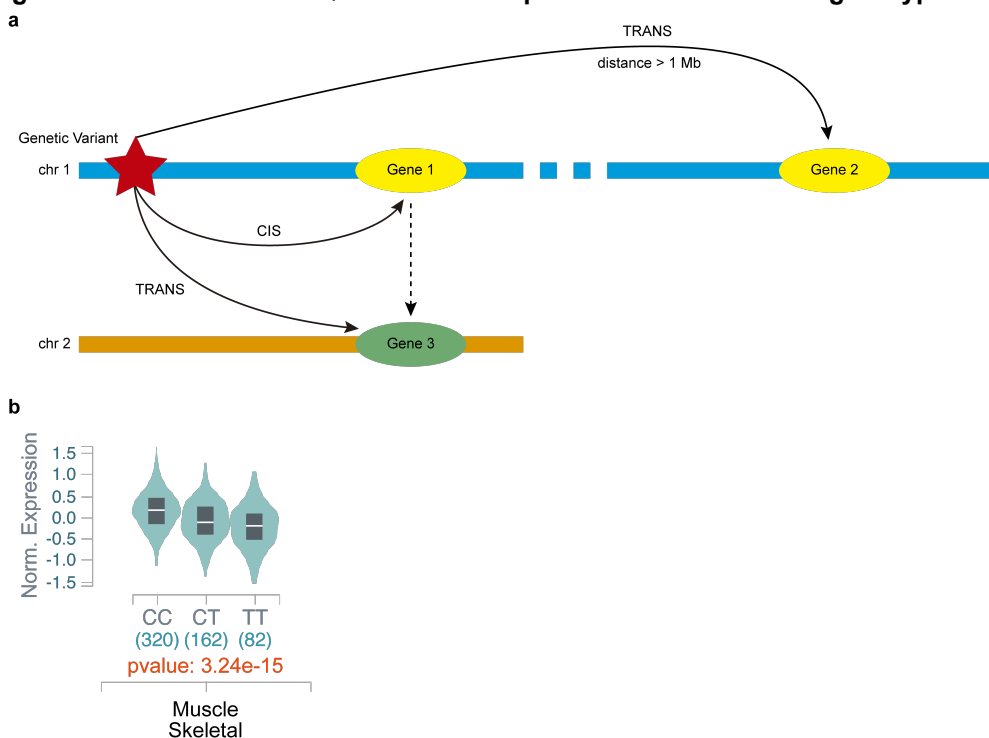 a
TRANS
distance > 1 Mb
Genetic Variant
chr 1
Gene 1
Gene 2
CIS
TRANS
chr 2
Gene 3
b
Norm. Expression
1.5
1.0
0.5
0.0
-0.5
-1.0
-1.5
CC CT TT
(320) (162) (82)
pvalue: 3.24e-15
Muscle
Skeletal